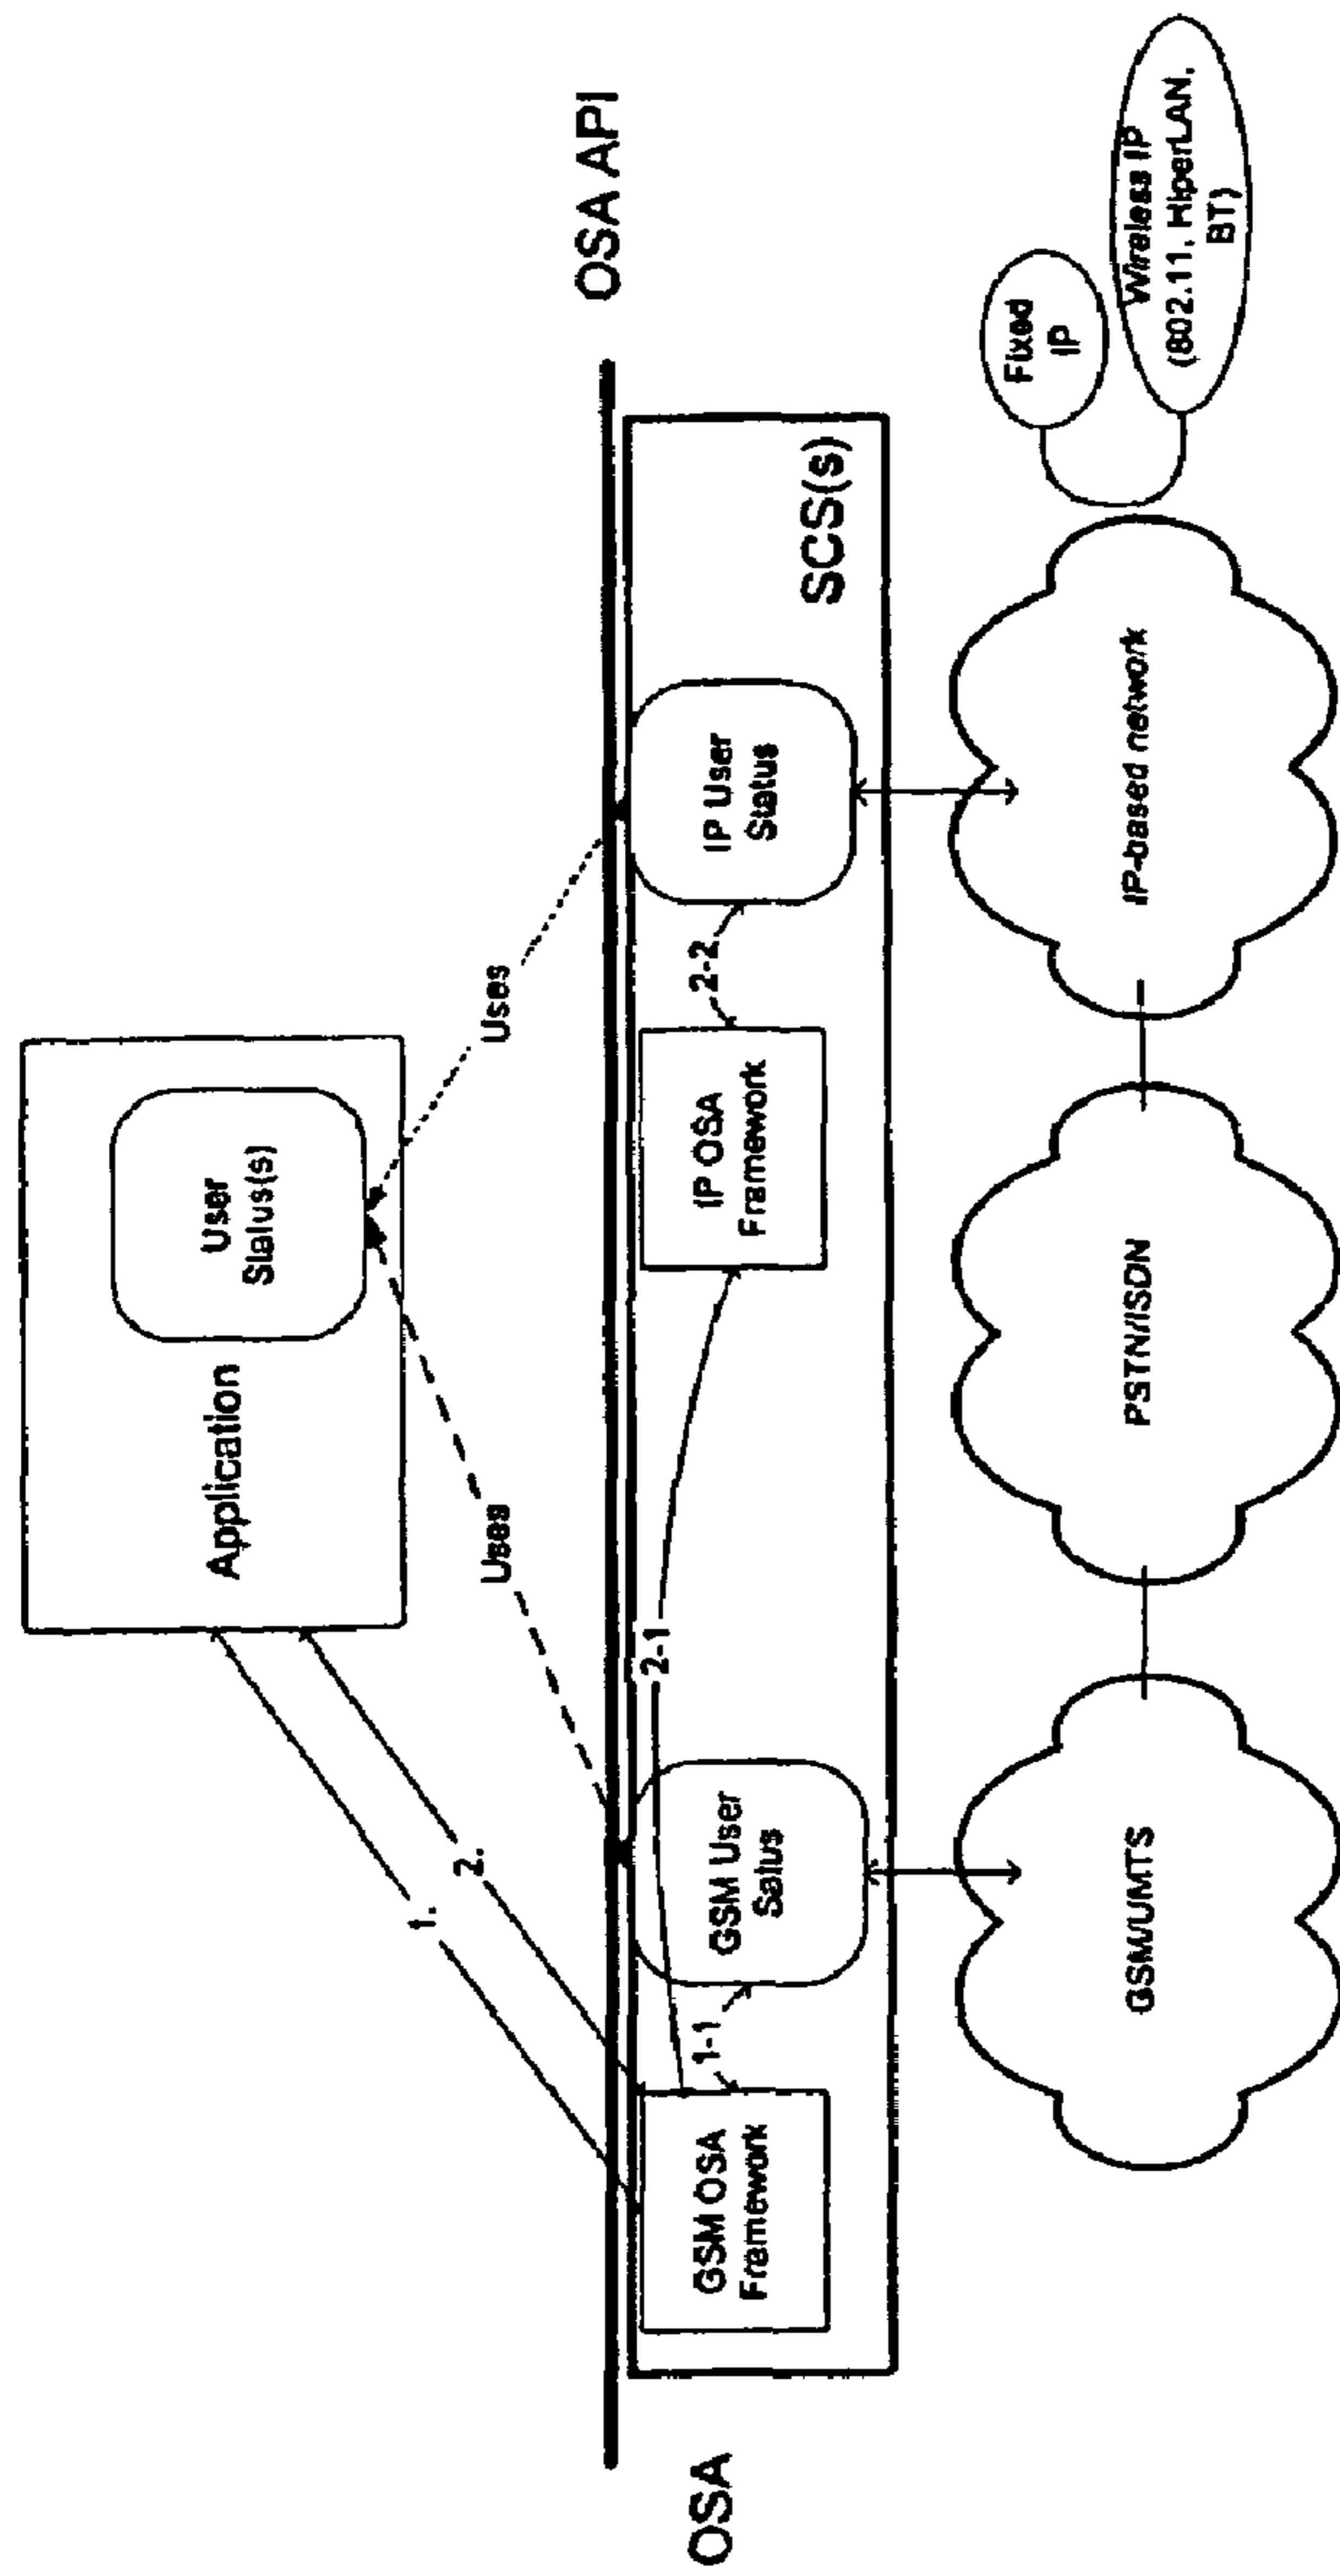 Application
User
Status(s)
Uses
Uses
1.
2.
OSA API
OSA
GSM OSA
Framework
1-1
GSM User
Satus
2-1
IP OSA
Framework
2-2
IP User
Status
SCS(s)
GSM/UMTS
PSTN/ISDN
IP-based network
Fixed
IP
Wireless IP
(802.11, HiperLAN,
BT)